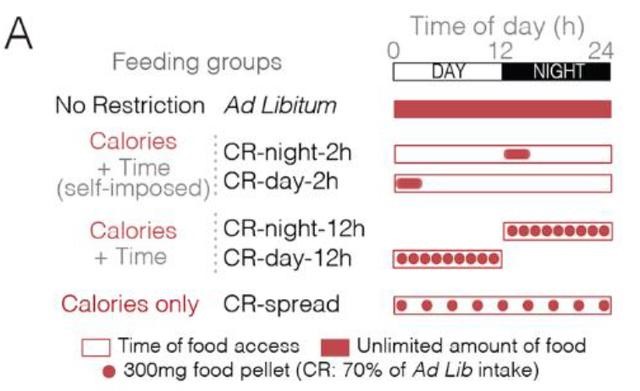 A
Time of day (h)
0 12 24
Feeding groups
DAY NIGHT
No Restriction Ad Libitum
Calories
+ Time
(self-imposed)
CR-night-2h
CR-day-2h
Calories
+ Time
CR-night-12h
CR-day-12h
Calories only CR-spread
Time of food access Unlimited amount of food
300mg food pellet (CR: 70% of Ad Lib intake)